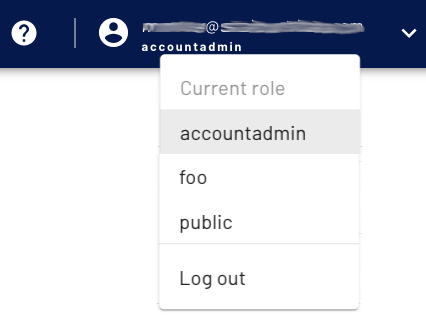 @
accountadmin
Current role
accountadmin
foo
public
Log out